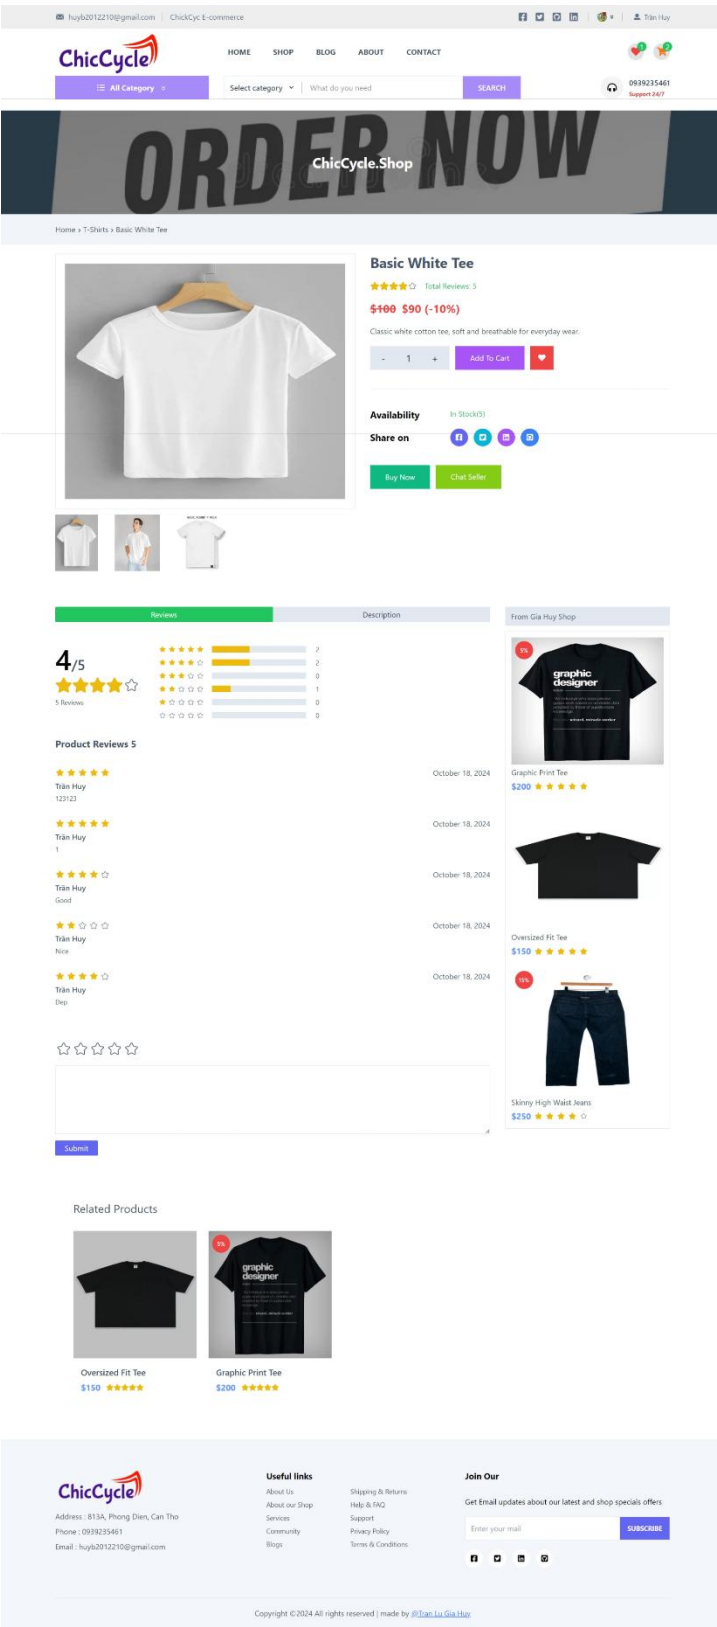 huyb2012210@gmail.com | ChickCyc E-commerce
Trần Huy
ChicCycle
HOME SHOP BLOG ABOUT CONTACT
1 2
All Category
Select category What do you need SEARCH
0939235461
Support 24/7
ORDER NOW
ChicCycle.Shop
Home › T-Shirts › Basic White Tee
Basic White Tee
Total Reviews: 5
$100 $90 (-10%)
Classic white cotton tee, soft and breathable for everyday wear.
- 1 + Add To Cart
Availability In Stock(5)
Share on
Buy Now Chat Seller
Reviews Description
From Gia Huy Shop
4/5
5 Reviews
2
2
0
1
0
0
Product Reviews 5
October 18, 2024
Trần Huy
123123
October 18, 2024
Trần Huy
1
October 18, 2024
Trần Huy
Good
October 18, 2024
Trần Huy
Nice
October 18, 2024
Trần Huy
Dep
Submit
5%
graphic
designer
Graphic Print Tee
$200
Oversized Fit Tee
$150
Skinny High Waist Jeans
$250
Related Products
5%
graphic
designer
Oversized Fit Tee
$150
Graphic Print Tee
$200
ChicCycle
Address : 813A, Phong Dien, Can Tho
Phone : 0939235461
Email : huyb2012210@gmail.com
Useful links
About Us
About our Shop
Services
Community
Blogs
Shipping & Returns
Help & FAQ
Support
Privacy Policy
Terms & Conditions
Join Our
Get Email updates about our latest and shop specials offers
Enter your mail SUBSCRIBE
Copyright ©2024 All rights reserved | made by @Tran Lu Gia Huy